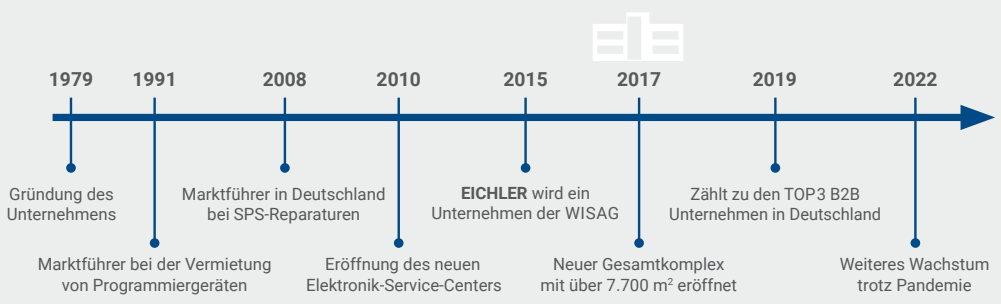 1979
1991
2008
2010
2015
2017
2019
2022
Gründung des
Unternehmens
Marktführer bei der Vermietung
von Programmiergeräten
Marktführer in Deutschland
bei SPS-Reparaturen
Eröffnung des neuen
Elektronik-Service-Centers
EICHLER wird ein
Unternehmen der WISAG
Neuer Gesamtkomplex
mit über 7.700 m² eröffnet
Zählt zu den TOP3 B2B
Unternehmen in Deutschland
Weiteres Wachstum
trotz Pandemie